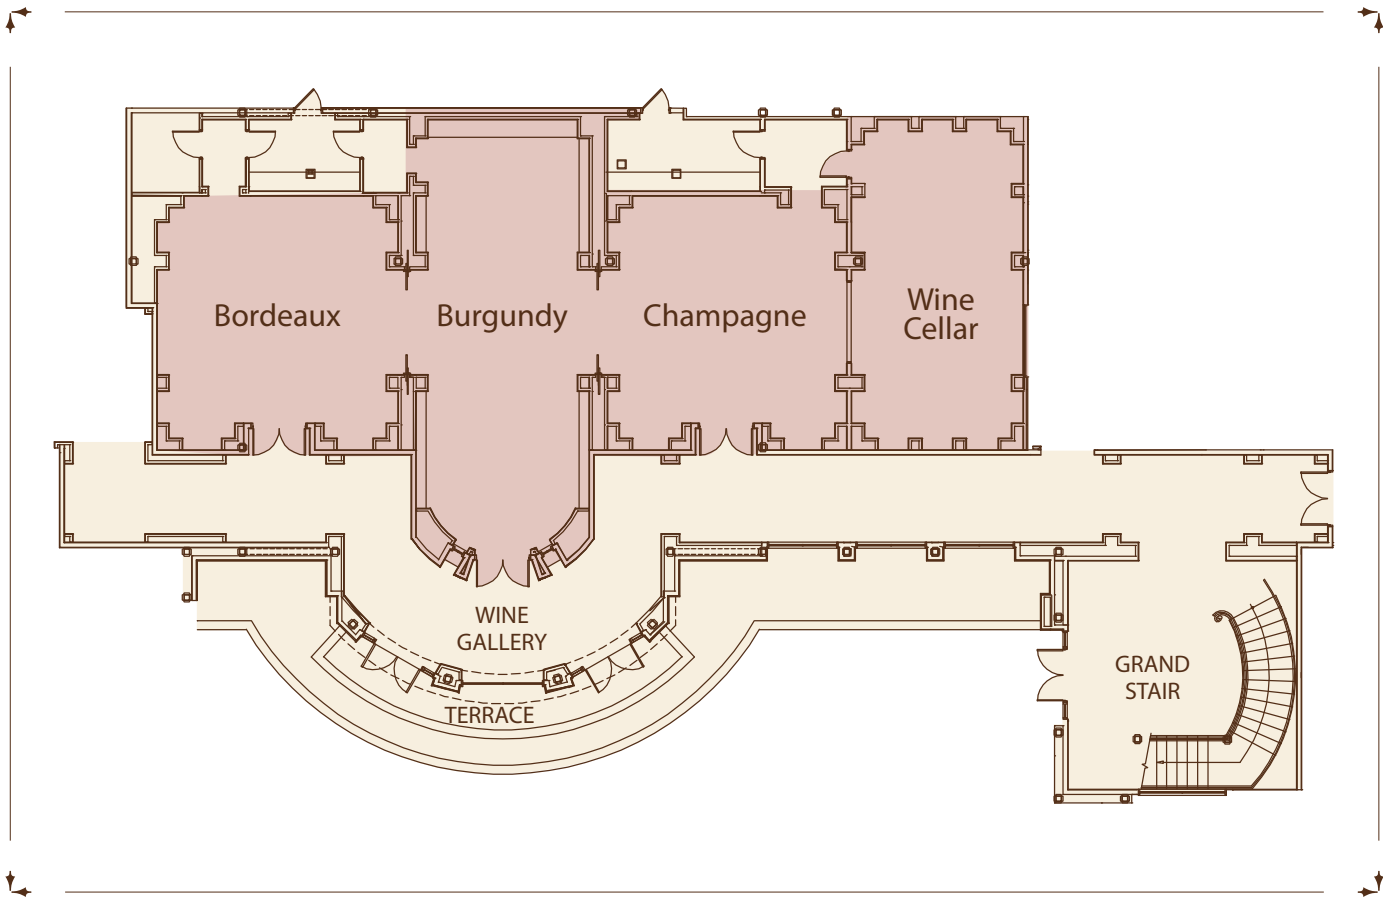 Bordeaux
Burgundy
Champagne
Wine
Cellar
WINE
GALLERY
TERRACE
GRAND
STAIR